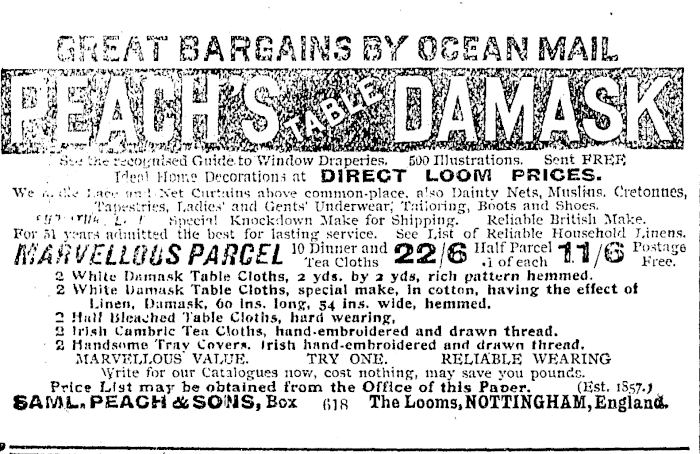 GREAT BARGAINS BY OCEAN MAIL
PEACH'S TABLE DAMASK
See the recognised Guide to Window Draperies. 500 Illustrations. Sent FREE
Ideal Home Decorations at DIRECT LOOM PRICES.
We Lace and Net Curtains above common-place, also Dainty Nets, Muslins. Cretonnes,
Tapestries, Ladies' and Gents' Underwear, Tailoring, Boots and Shoes.
Special Knockdown Make for Shipping. Reliable British Make.
For 51 years admitted the best for lasting service. See List of Reliable Household Linens.
MARVELLOUS PARCEL 10 Dinner and Tea Cloths 22/6 Half Parcel 1 of each 11/6 Postage Free.
2 White Damask Table Cloths, 2 yds. by 2 yds, rich pattern hemmed.
2 White Damask Table Cloths, special make, in cotton, having the effect of
Linen, Damask, 60 ins. long, 54 ins. wide, hemmed.
2 Half Bleached Table Cloths, hard wearing,
2 Irish Cambric Tea Cloths, hand-embroidered and drawn thread.
2 Handsome Tray Covers. Irish hand-embroidered and drawn thread.
MARVELLOUS VALUE. TRY ONE. RELIABLE WEARING
Write for our Catalogues now, cost nothing, may save you pounds.
Price List may be obtained from the Office of this Paper. (Est. 1857.)
SAML. PEACH & SONS, Box 618 The Looms, NOTTINGHAM, England.